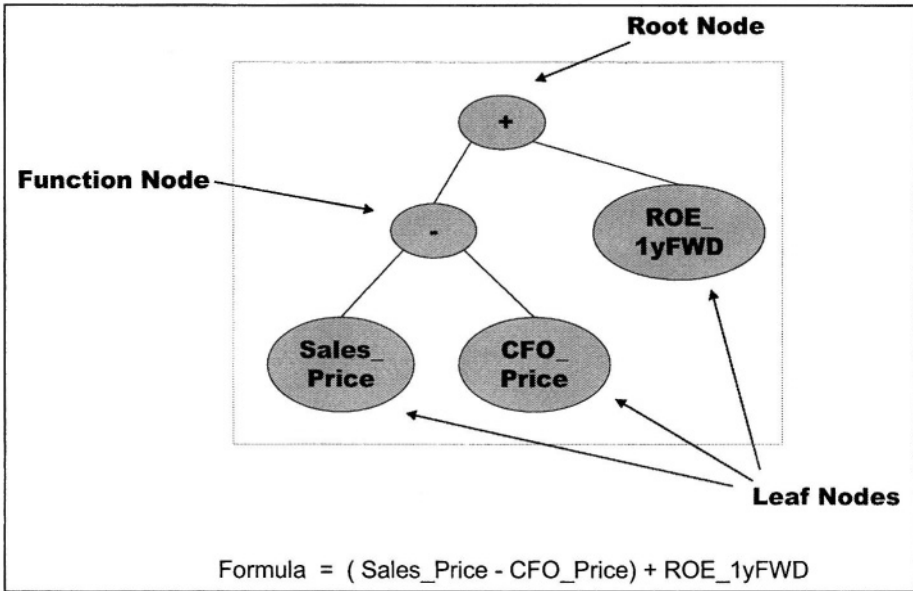 Root Node
+
Function Node
-
ROE_
1yFWD
Sales_
Price
CFO_
Price
Leaf Nodes
Formula = ( Sales_Price - CFO_Price) + ROE_1yFWD